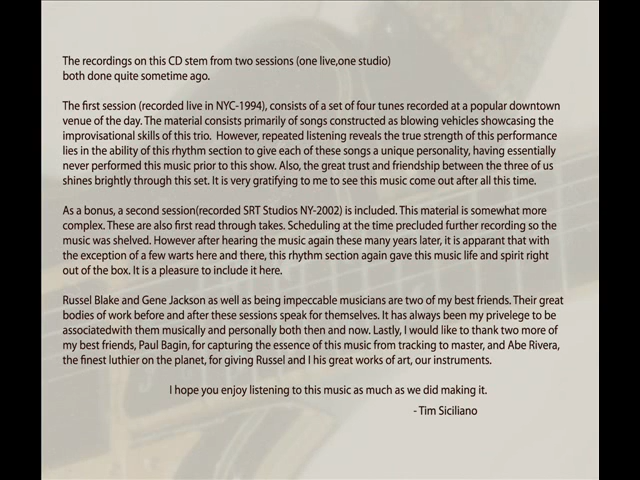 The recordings on this CD stem from two sessions (one live,one studio)
both done quite sometime ago.
The first session (recorded live in NYC-1994), consists of a set of four tunes recorded at a popular downtown
venue of the day. The material consists primarily of songs constructed as blowing vehicles showcasing the
improvisational skills of this trio.  However, repeated listening reveals the true strength of this performance
lies in the ability of this rhythm section to give each of these songs a unique personality, having essentially
never performed this music prior to this show. Also, the great trust and friendship between the three of us
shines brightly through this set. It is very gratifying to me to see this music come out after all this time.
As a bonus, a second session(recorded SRT Studios NY-2002) is included. This material is somewhat more
complex. These are also first read through takes. Scheduling at the time precluded further recording so the
music was shelved. However after hearing the music again these many years later, it is apparant that with
the exception of a few warts here and there, this rhythm section again gave this music life and spirit right
out of the box. It is a pleasure to include it here.
Russel Blake and Gene Jackson as well as being impeccable musicians are two of my best friends. Their great
bodies of work before and after these sessions speak for themselves. It has always been my privelege to be
associatedwith them musically and personally both then and now. Lastly, I would like to thank two more of
my best friends, Paul Bagin, for capturing the essence of this music from tracking to master, and Abe Rivera,
the finest luthier on the planet, for giving Russel and I his great works of art, our instruments.
I hope you enjoy listening to this music as much as we did making it.
- Tim Siciliano